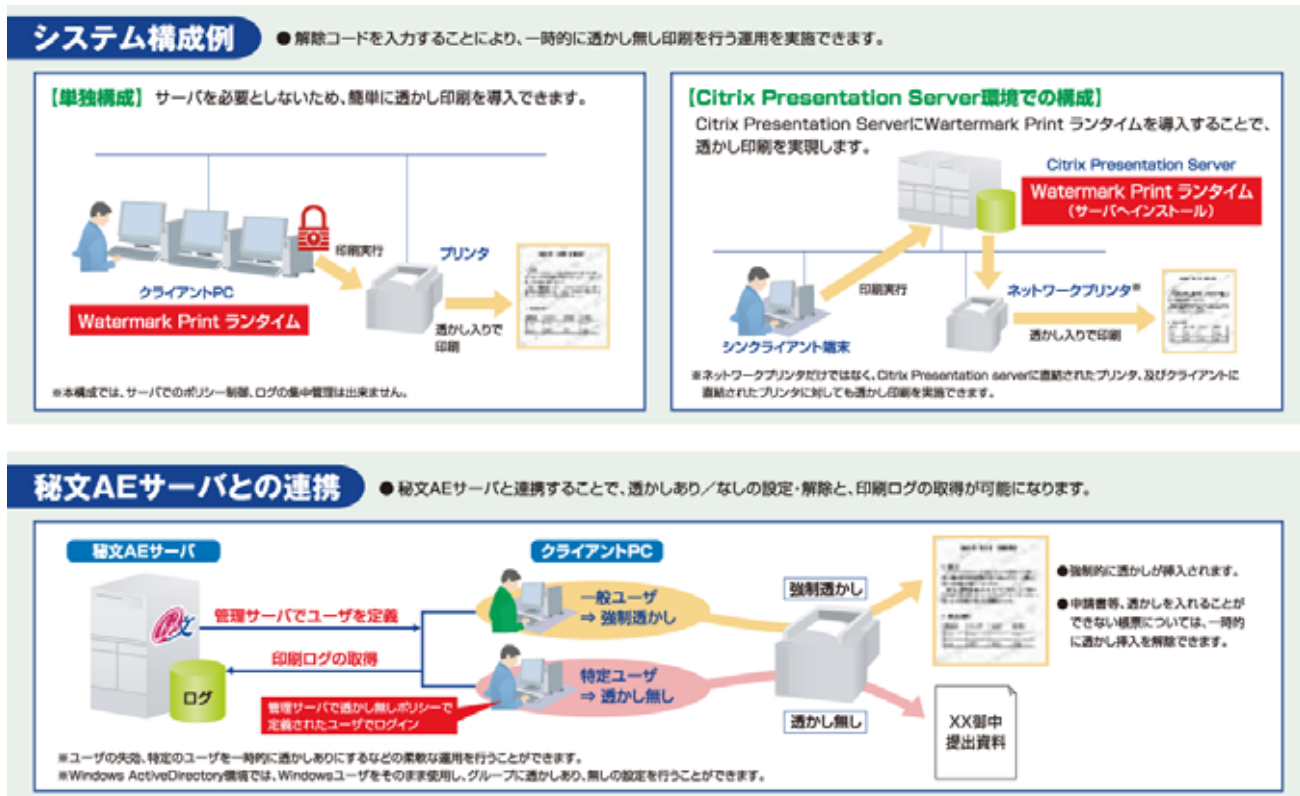 システム構成例
●解除コードを入力することにより、一時的に透かし無し印刷を行う運用を実施できます。
【単独構成】 サーバを必要としないため、簡単に透かし印刷を導入できます。
印刷実行
プリンタ
クライアントPC
Watermark Print ランタイム
透かし入りで
印刷
※本構成では、サーバでのポリシー制御、ログの集中管理は出来ません。
【Citrix Presentation Server環境での構成】
Citrix Presentation ServerにWartermark Print ランタイムを導入することで、
透かし印刷を実現します。
Citrix Presentation Server
Watermark Print ランタイム
(サーバへインストール)
印刷実行
ネットワークプリンタ※
透かし入りで印刷
シンクライアント端末
※ネットワークプリンタだけではなく、Citrix Presentation serverに直結されたプリンタ、及びクライアントに
直結されたプリンタに対しても透かし印刷を実施できます。
秘文AEサーバとの連携
●秘文AEサーバと連携することで、透かしあり/なしの設定・解除と、印刷ログの取得が可能になります。
秘文AEサーバ
クライアントPC
管理サーバでユーザを定義
印刷ログの取得
ログ
管理サーバで透かし無しポリシーで
定義されたユーザでログイン
一般ユーザ
⇒ 強制透かし
特定ユーザ
⇒ 透かし無し
強制透かし
透かし無し
●強制的に透かしが挿入されます。
●申請書等、透かしを入れることが
できない帳票については、一時的
に透かし挿入を解除できます。
XX御中
提出資料
※ユーザの失効、特定のユーザを一時的に透かしありにするなどの柔軟な運用を行うことができます。
※Windows ActiveDirectory環境では、Windowsユーザをそのまま使用し、グループに透かしあり、無しの設定を行うことができます。